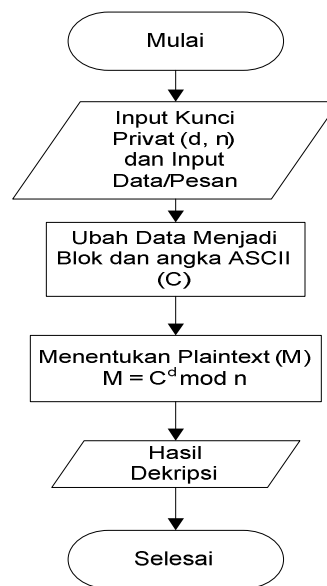 Mulai
Input Kunci
Privat (d, n)
dan Input
Data/Pesan
Ubah Data Menjadi
Blok dan angka ASCII
(C)
Menentukan Plaintext (M)
M = C^d mod n
Hasil
Dekripsi
Selesai